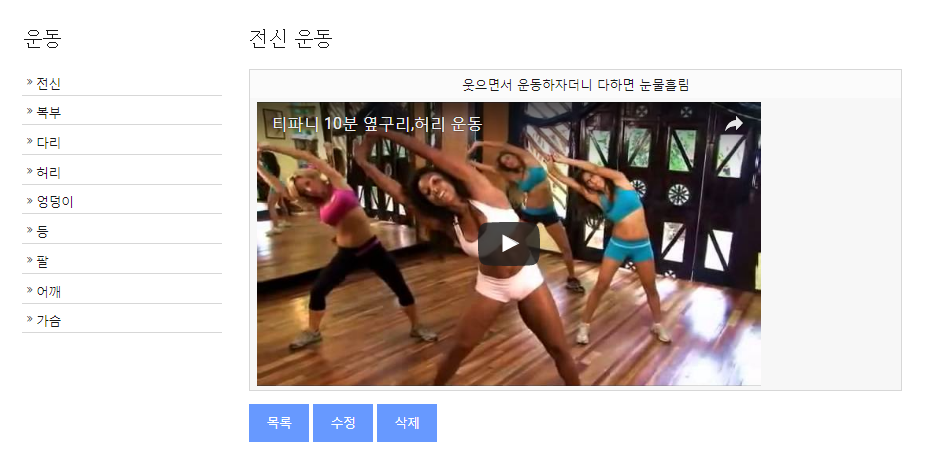 운동
» 전신
» 복부
» 다리
» 허리
» 엉덩이
» 등
» 팔
» 어깨
» 가슴
전신 운동
웃으면서 운동하자더니 다하면 눈물흘림
티파니 10분 옆구리,허리 운동
목록
수정
삭제